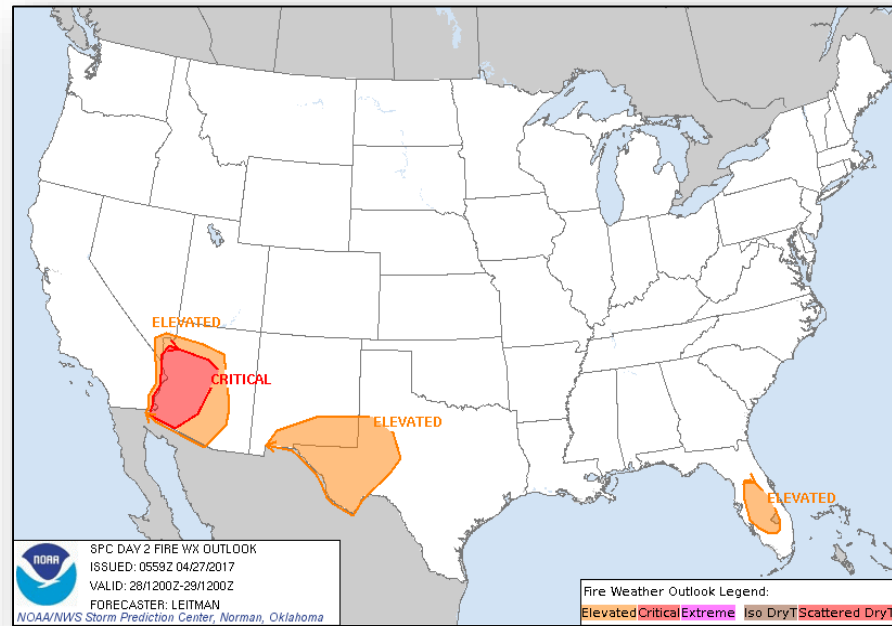 ELEVATED
CRITICAL
ELEVATED
ELEVATED
NOAA
SPC DAY 2 FIRE WX OUTLOOK
ISSUED: 0559Z 04/27/2017
VALID: 28/1200Z-29/1200Z
FORECASTER: LEITMAN
NOAA/NWS Storm Prediction Center, Norman, Oklahoma
Fire Weather Outlook Legend:
Elevated Critical Extreme Iso DryT Scattered DryT